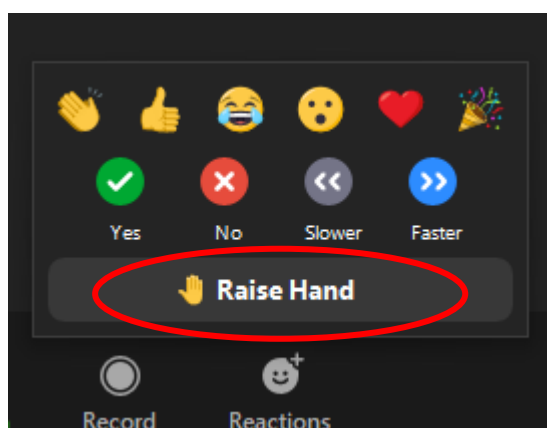 Yes No Slower Faster
Raise Hand
Record Reactions